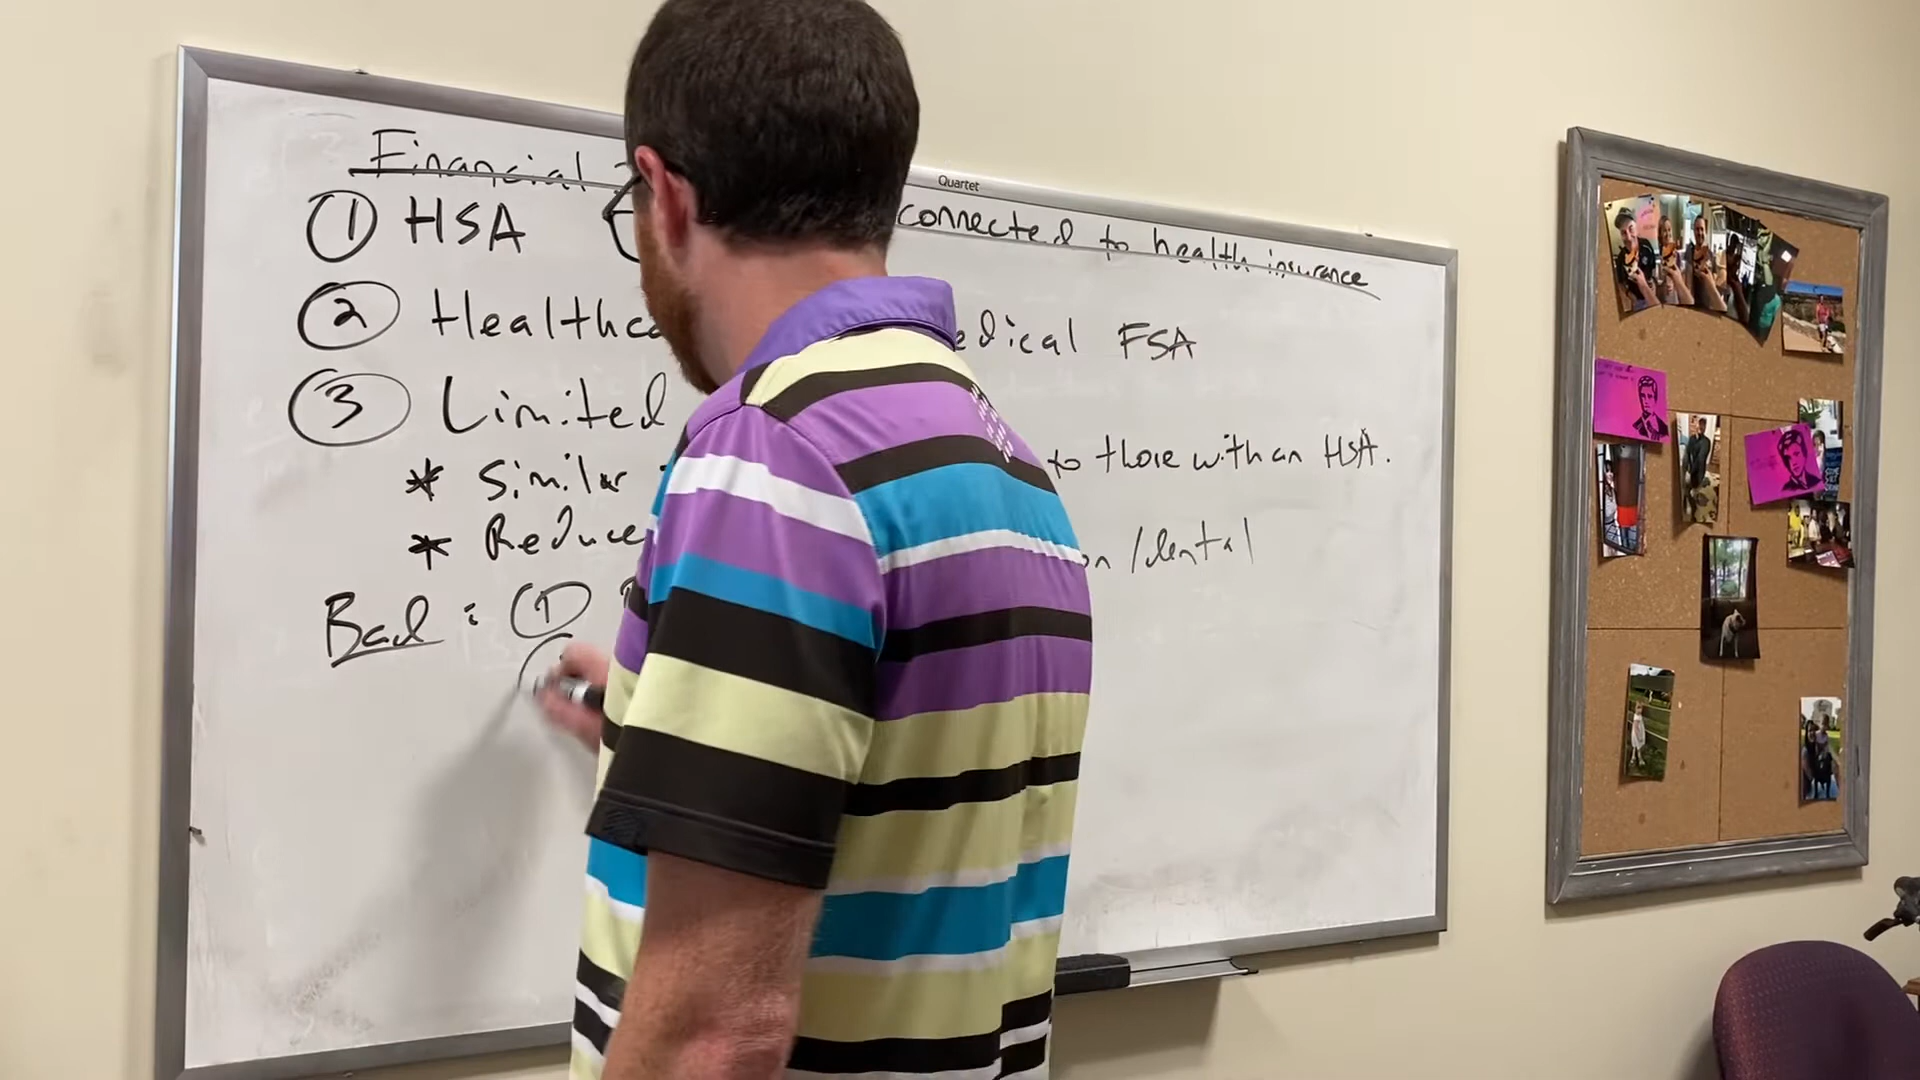 Quartet
Financial connected to health insurance
① HSA
② Healthca edical FSA
③ Limited
* Similar to those with an HSA.
* Reduce on /dental
Bad : ①